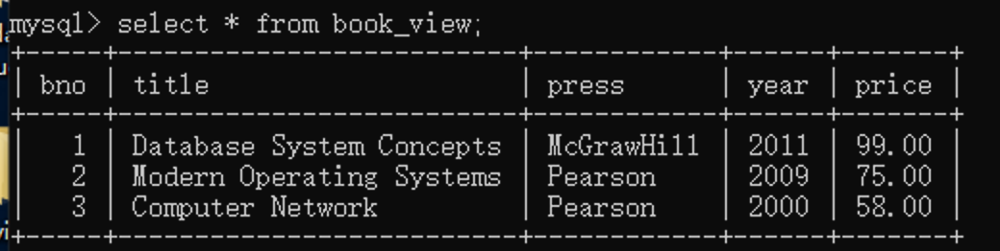 mysql> select * from book_view;
+-----+--------------------------+------------+------+-------+
| bno | title                    | press      | year | price |
+-----+--------------------------+------------+------+-------+
|   1 | Database System Concepts | McGrawHill | 2011 | 99.00 |
|   2 | Modern Operating Systems | Pearson    | 2009 | 75.00 |
|   3 | Computer Network         | Pearson    | 2000 | 58.00 |
+-----+--------------------------+------------+------+-------+